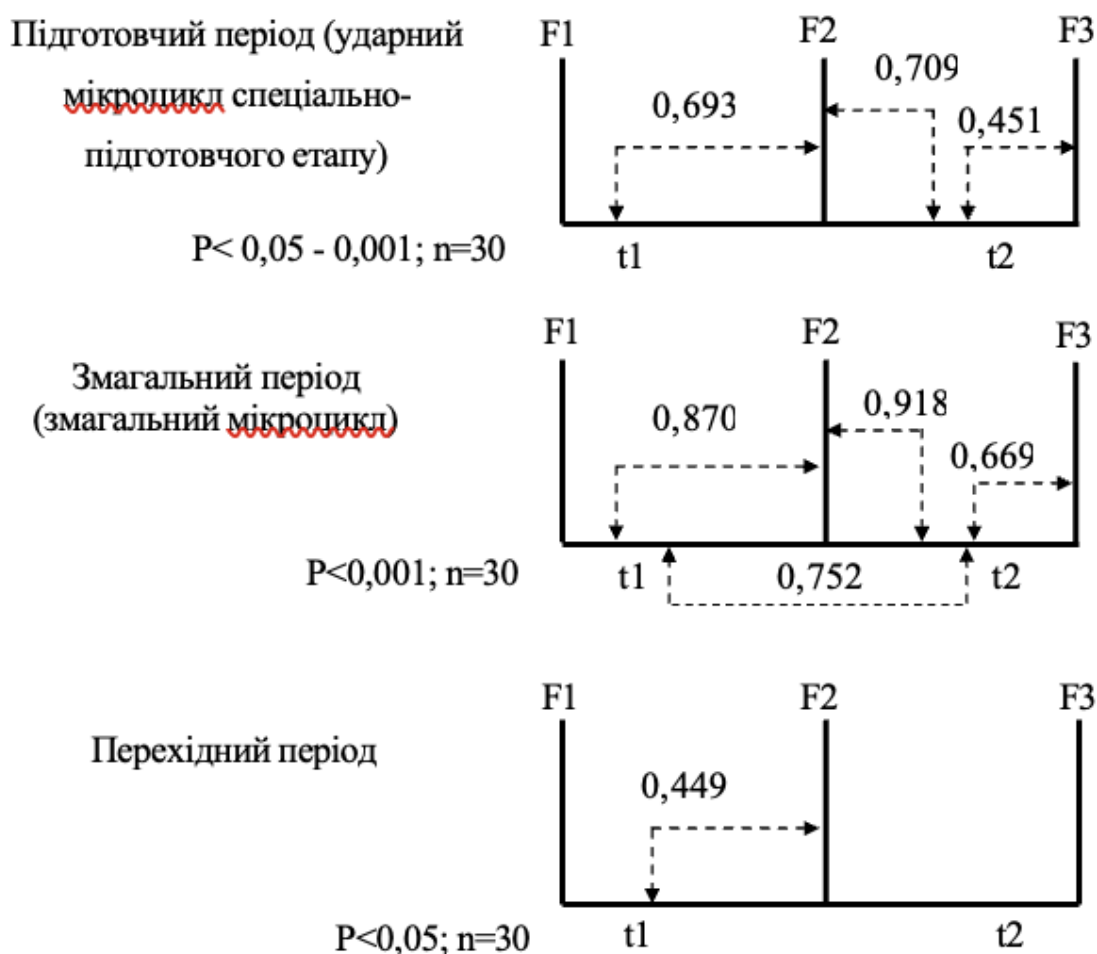 Підготовчий період (ударний
мікроцикл спеціально-
підготовчого етапу)
P< 0,05 - 0,001; n=30
F1
F2
F3
0,693
0,709
0,451
t1
t2
Змагальний період
(змагальний мікроцикл)
P<0,001; n=30
F1
F2
F3
0,870
0,918
0,669
t1
0,752
t2
Перехідний період
P<0,05; n=30
F1
F2
F3
0,449
t1
t2